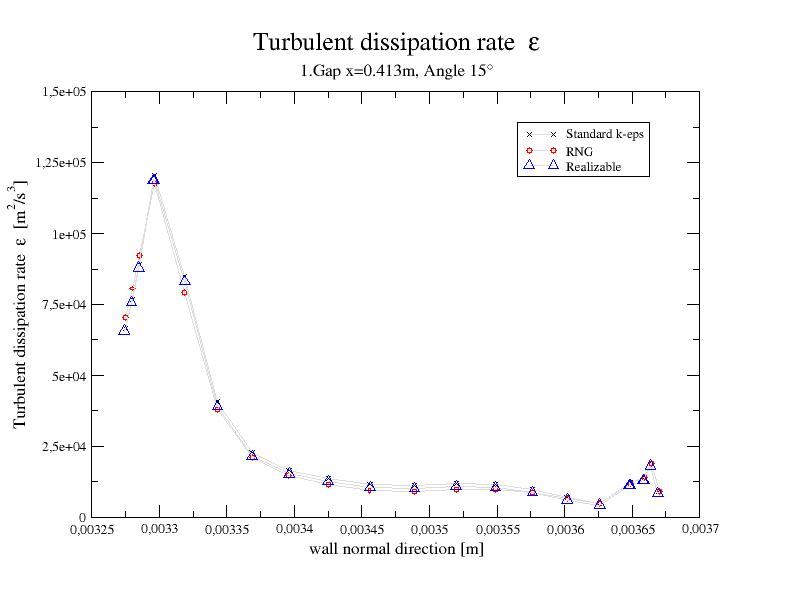 Turbulent dissipation rate ε
1.Gap x=0.413m, Angle 15°
1,5e+05
1,25e+05
1e+05
7,5e+04
5e+04
2,5e+04
0
Turbulent dissipation rate ε [m²/s³]
Standard k-eps
RNG
Realizable
0,00325 0,0033 0,00335 0,0034 0,00345 0,0035 0,00355 0,0036 0,00365 0,0037
wall normal direction [m]